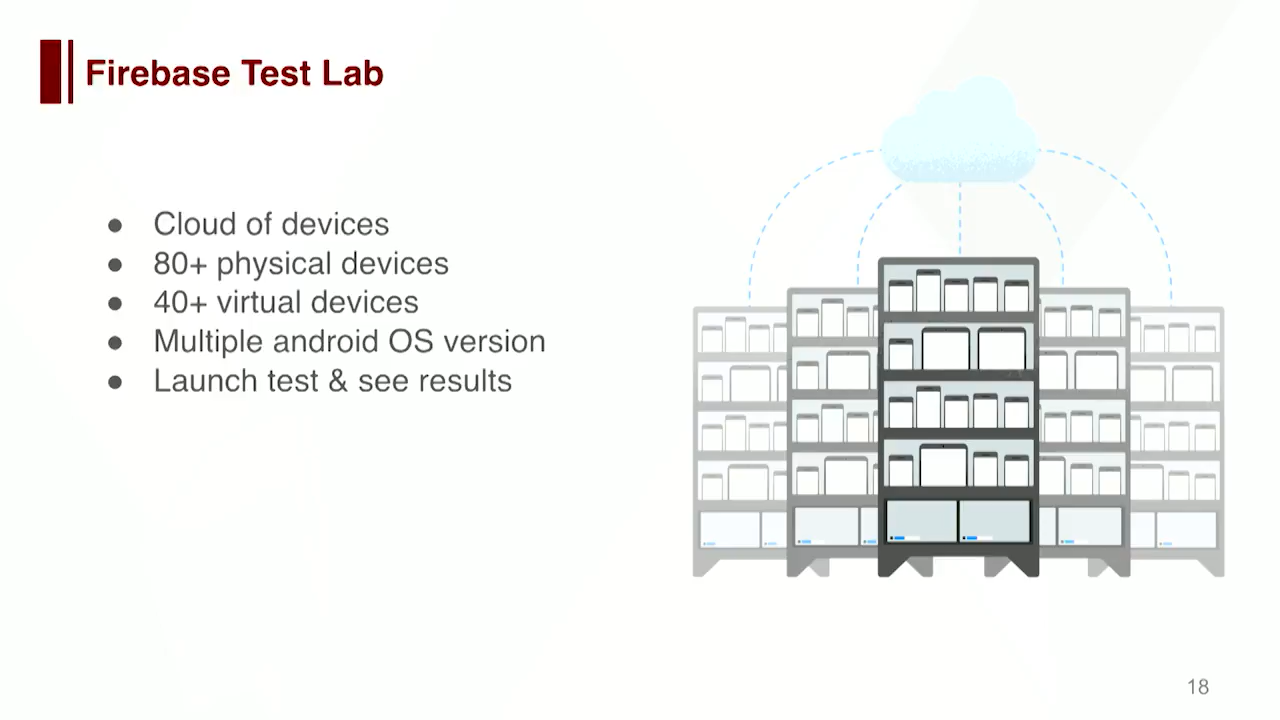 Firebase Test Lab
● Cloud of devices
● 80+ physical devices
● 40+ virtual devices
● Multiple android OS version
● Launch test & see results
18